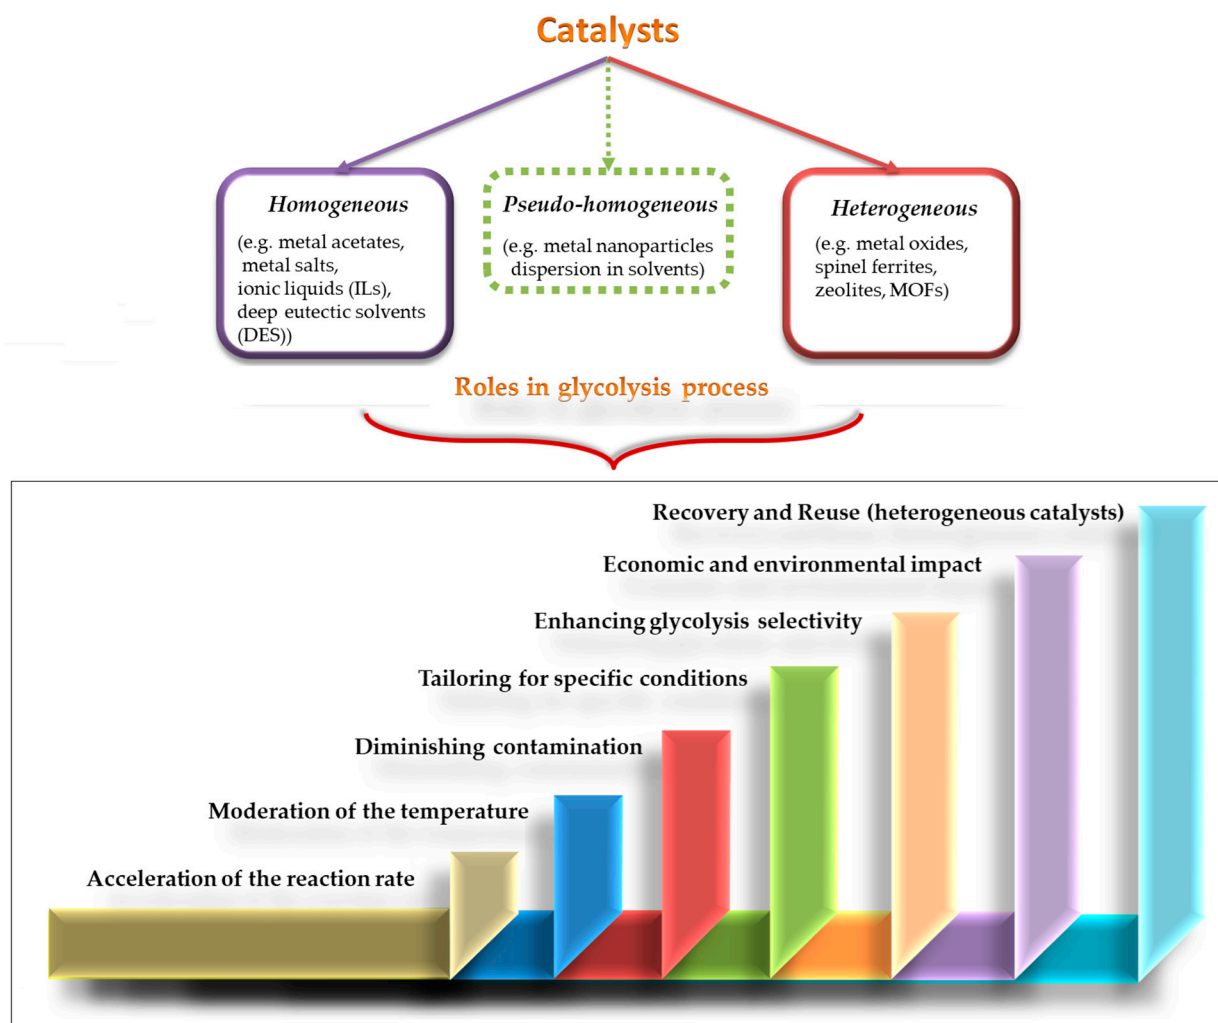 Catalysts
Homogeneous
(e.g. metal acetates,
metal salts,
ionic liquids (ILs),
deep eutectic solvents
(DES))
Pseudo-homogeneous
(e.g. metal nanoparticles
dispersion in solvents)
Heterogeneous
(e.g. metal oxides,
spinel ferrites,
zeolites, MOFs)
Roles in glycolysis process
Recovery and Reuse (heterogeneous catalysts)
Economic and environmental impact
Enhancing glycolysis selectivity
Tailoring for specific conditions
Diminishing contamination
Moderation of the temperature
Acceleration of the reaction rate